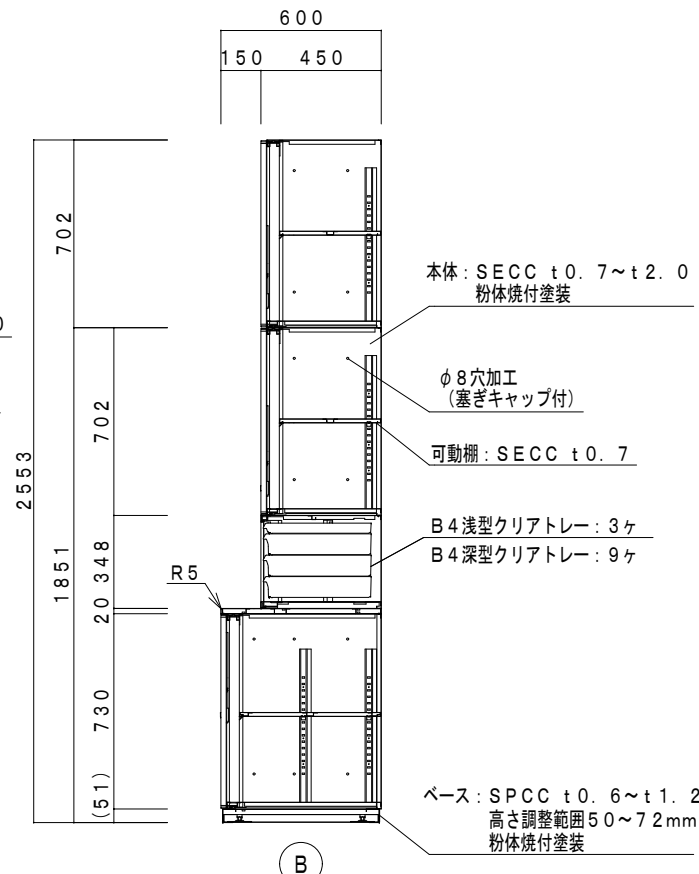 600
150 450
702
本体：SECC t0.7～t2.0
粉体焼付塗装
φ8穴加工
（塞ぎキャップ付）
702
可動棚：SECC t0.7
2553
B4浅型クリアトレー：3ヶ
B4深型クリアトレー：9ヶ
348
1851
R5
20
730
(51)
ベース：SPCC t0.6～t1.2
高さ調整範囲50～72mm
粉体焼付塗装
B